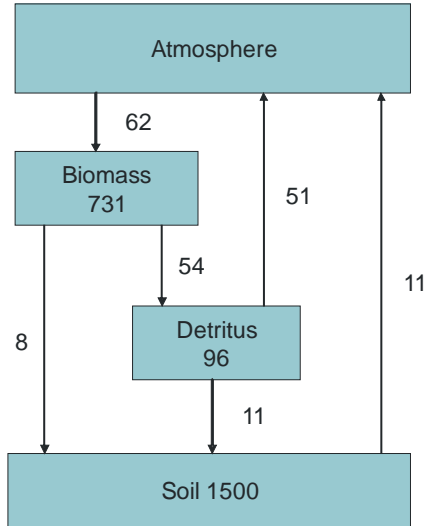 Atmosphere
62
Biomass
731
51
54
11
8
Detritus
96
11
Soil 1500